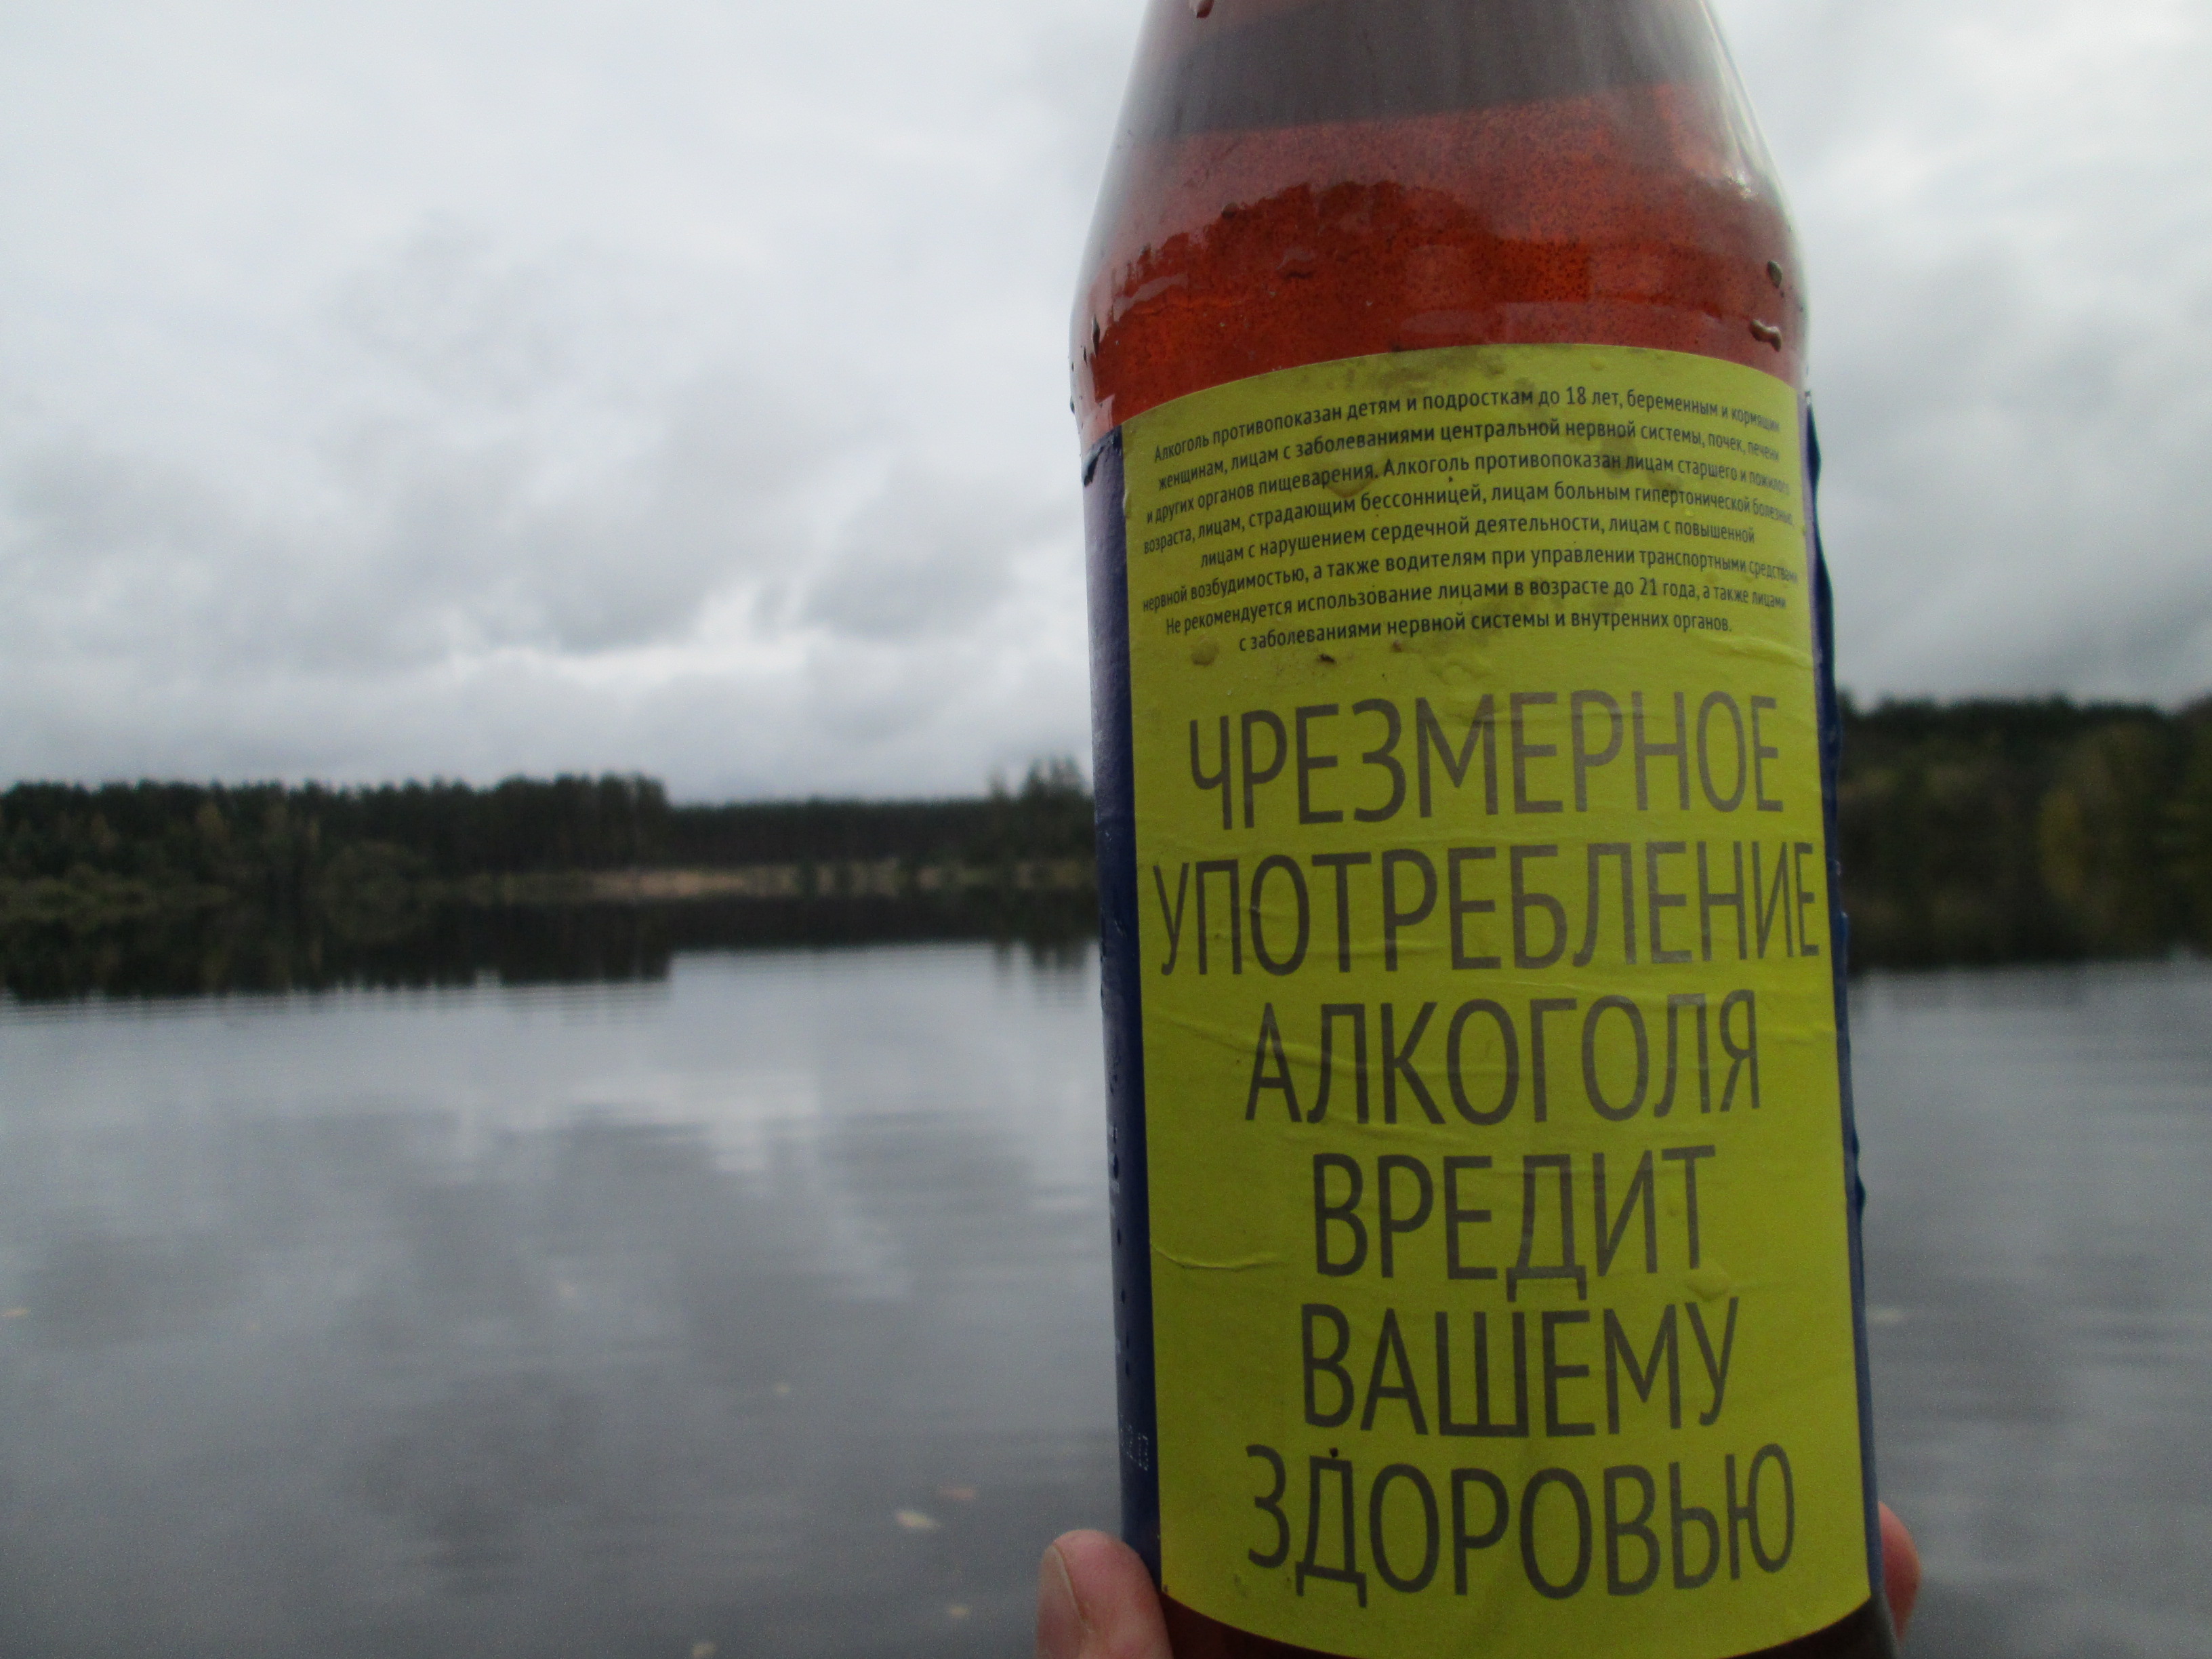 Алкоголь противопоказан детям и подросткам до 18 лет, беременным и кормящим
женщинам, лицам с заболеваниями центральной нервной системы, почек, печени
и других органов пищеварения. Алкоголь противопоказан лицам старшего и пожилого
возраста, лицам, страдающим бессонницей, лицам больным гипертонической болезнью,
лицам с нарушением сердечной деятельности, лицам с повышенной
нервной возбудимостью, а также водителям при управлении транспортными средствами
Не рекомендуется использование лицами в возрасте до 21 года, а также лицами
с заболеваниями нервной системы и внутренних органов.
ЧРЕЗМЕРНОЕ
УПОТРЕБЛЕНИЕ
АЛКОГОЛЯ
ВРЕДИТ
ВАШЕМУ
ЗДОРОВЬЮ